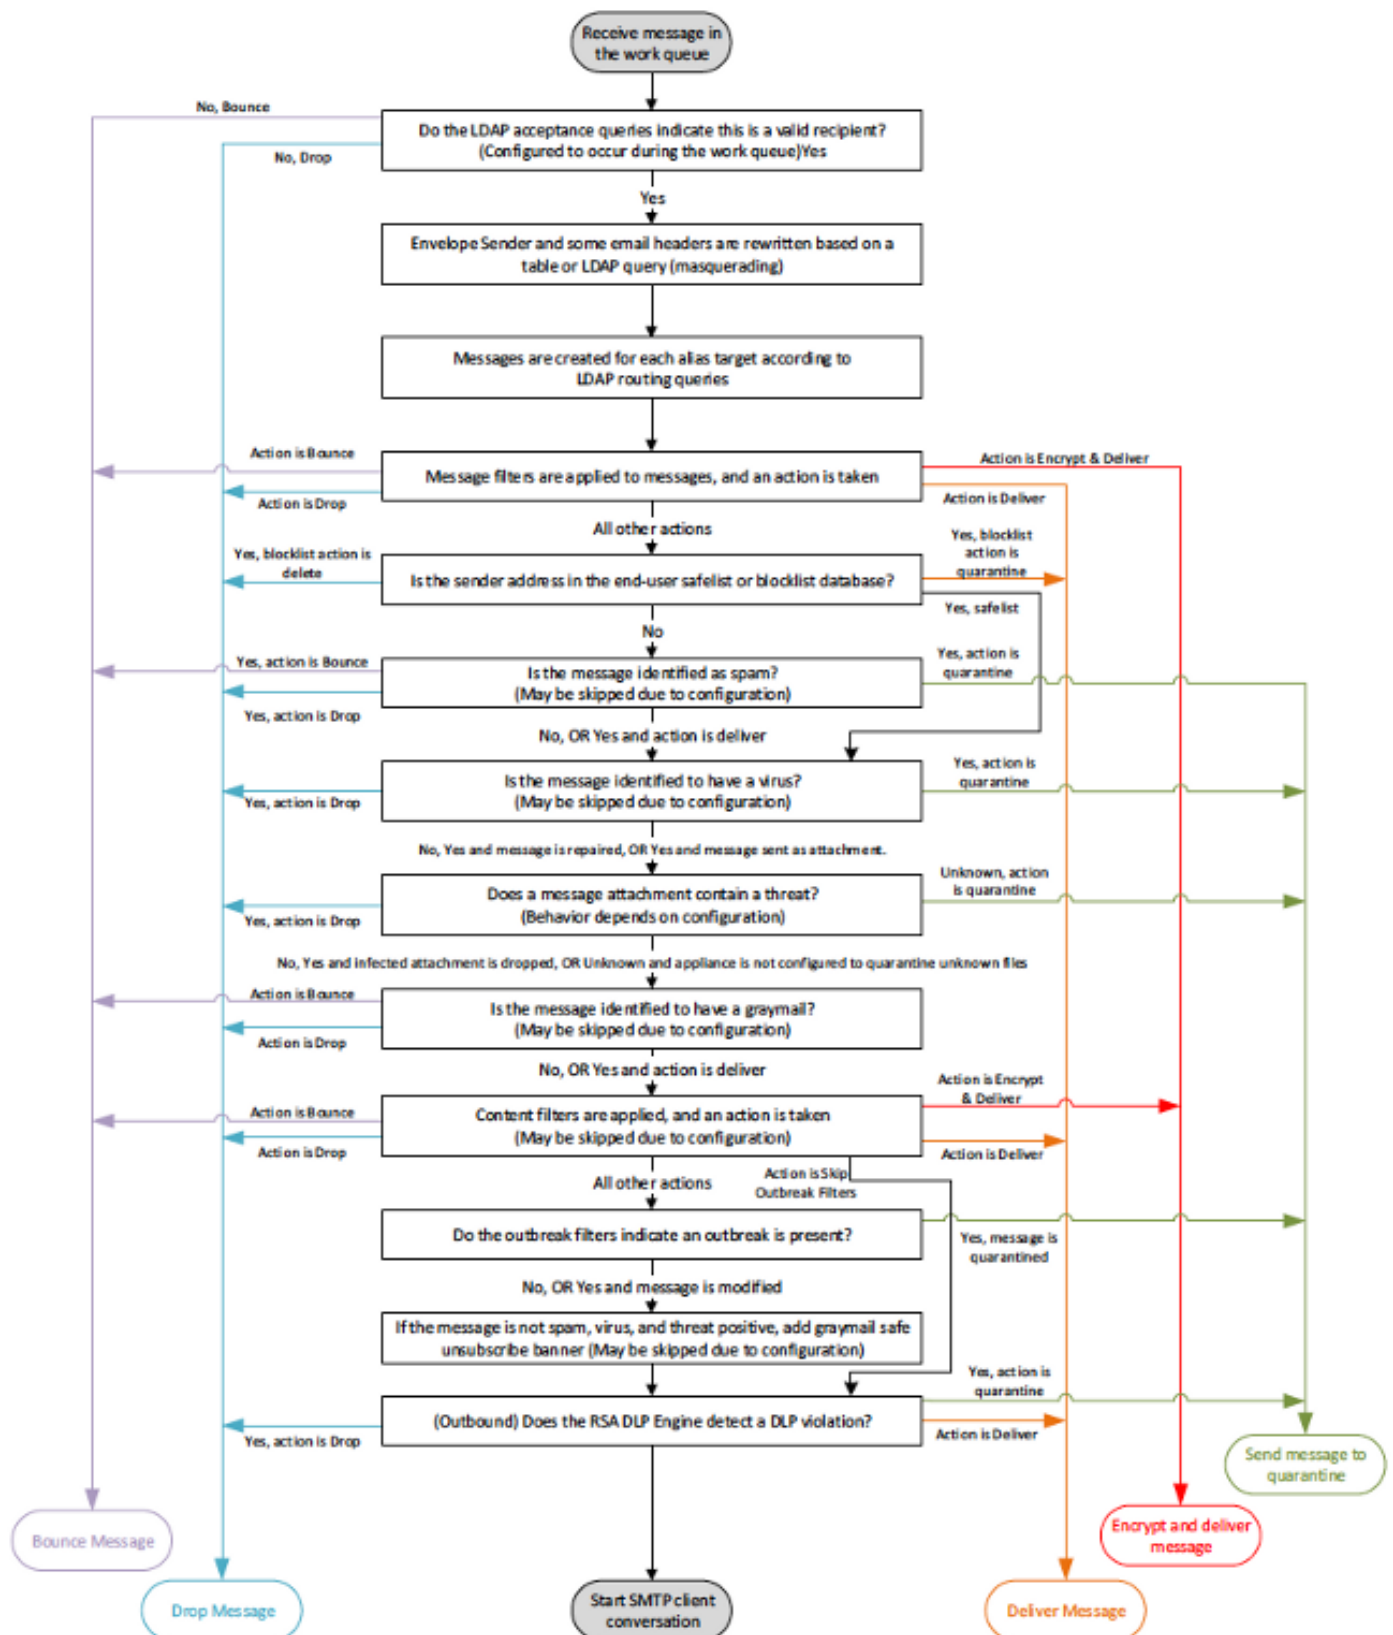 Receive message in
the work queue
No, Bounce
Do the LDAP acceptance queries indicate this is a valid recipient?
(Configured to occur during the work queue)Yes
No, Drop
Yes
Envelope Sender and some email headers are rewritten based on a
table or LDAP query (masquerading)
Messages are created for each alias target according to
LDAP routing queries
Action is Bounce
Action is Encrypt & Deliver
Message filters are applied to messages, and an action is taken
Action is Drop
Action is Deliver
All other actions
Yes, blocklist action is
delete
Yes, blocklist
action is
quarantine
Is the sender address in the end-user safelist or blocklist database?
Yes, safelist
No
Yes, action is Bounce
Yes, action is
quarantine
Is the message identified as spam?
(May be skipped due to configuration)
Yes, action is Drop
No, OR Yes and action is deliver
Yes, action is
quarantine
Is the message identified to have a virus?
(May be skipped due to configuration)
Yes, action is Drop
No, Yes and message is repaired, OR Yes and message sent as attachment.
Unknown, action
is quarantine
Does a message attachment contain a threat?
(Behavior depends on configuration)
Yes, action is Drop
No, Yes and infected attachment is dropped, OR Unknown and appliance is not configured to quarantine unknown files
Action is Bounce
Is the message identified to have a graymail?
(May be skipped due to configuration)
Action is Drop
No, OR Yes and action is deliver
Action is Encrypt
& Deliver
Action is Bounce
Content filters are applied, and an action is taken
(May be skipped due to configuration)
Action is Drop
Action is Deliver
All other actions
Action is Skip
Outbreak Filters
Do the outbreak filters indicate an outbreak is present?
Yes, message is
quarantined
No, OR Yes and message is modified
If the message is not spam, virus, and threat positive, add graymail safe
unsubscribe banner (May be skipped due to configuration)
Yes, action is
quarantine
(Outbound) Does the RSA DLP Engine detect a DLP violation?
Yes, action is Drop
Action is Deliver
Send message to
quarantine
Bounce Message
Encrypt and deliver
message
Drop Message
Start SMTP client
conversation
Deliver Message